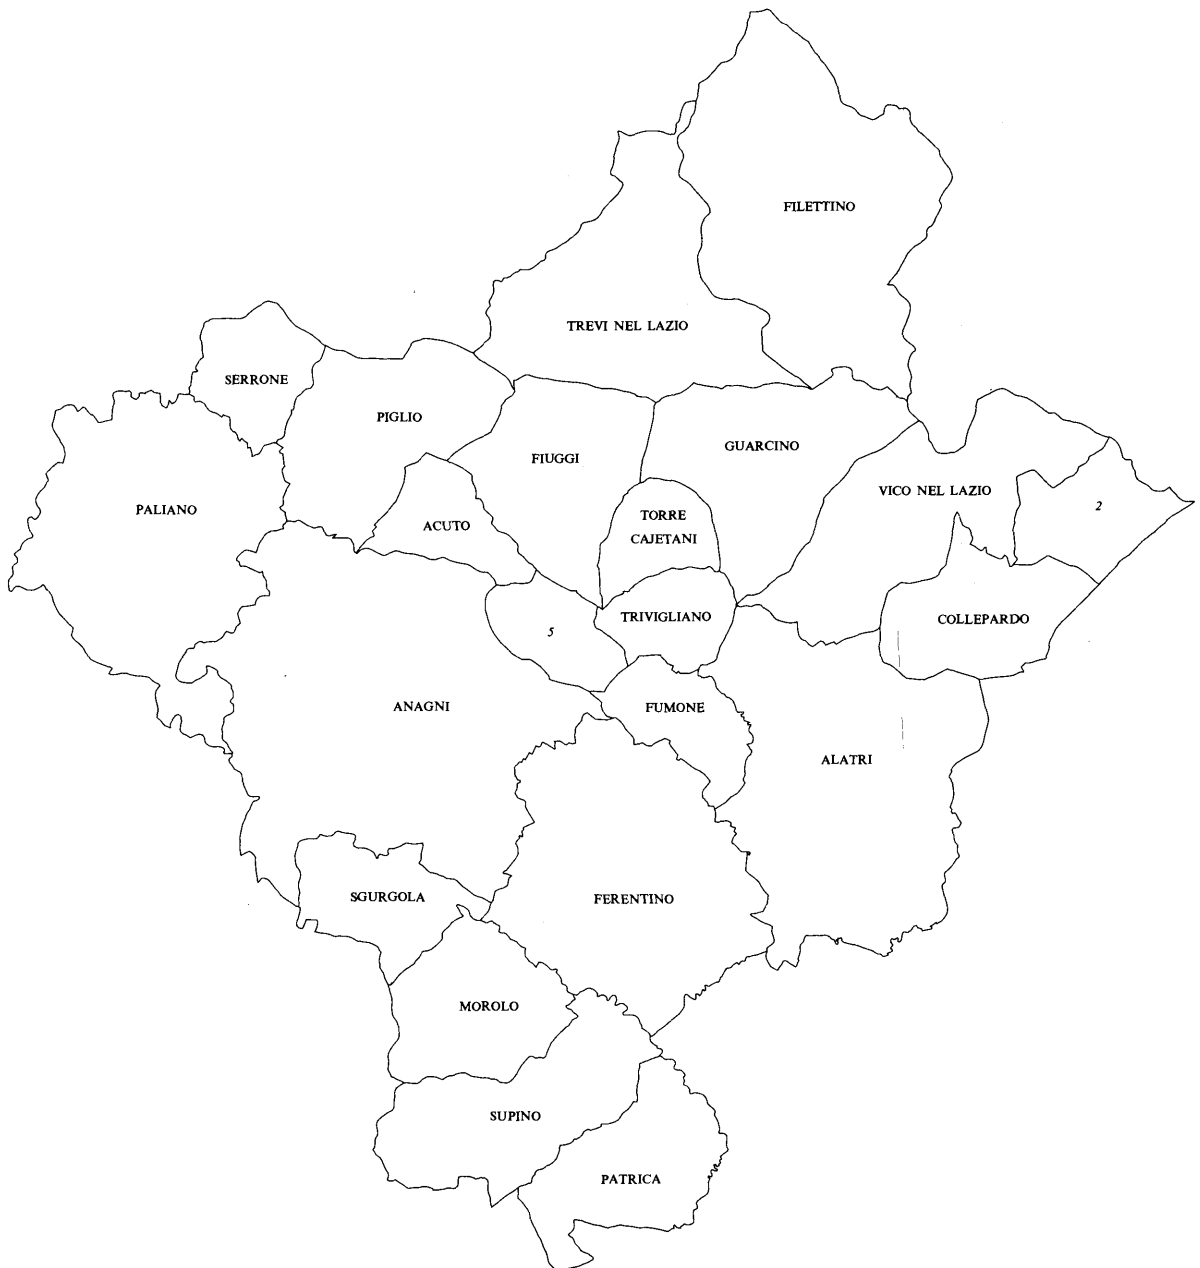 FILETTINO
TREVI NEL LAZIO
SERRONE
PIGLIO
GUARCINO
FIUGGI
VICO NEL LAZIO
2
PALIANO
TORRE
CAJETANI
ACUTO
TRIVIGLIANO
COLLEPARDO
5
ANAGNI
FUMONE
ALATRI
SGURGOLA
FERENTINO
MOROLO
SUPINO
PATRICA